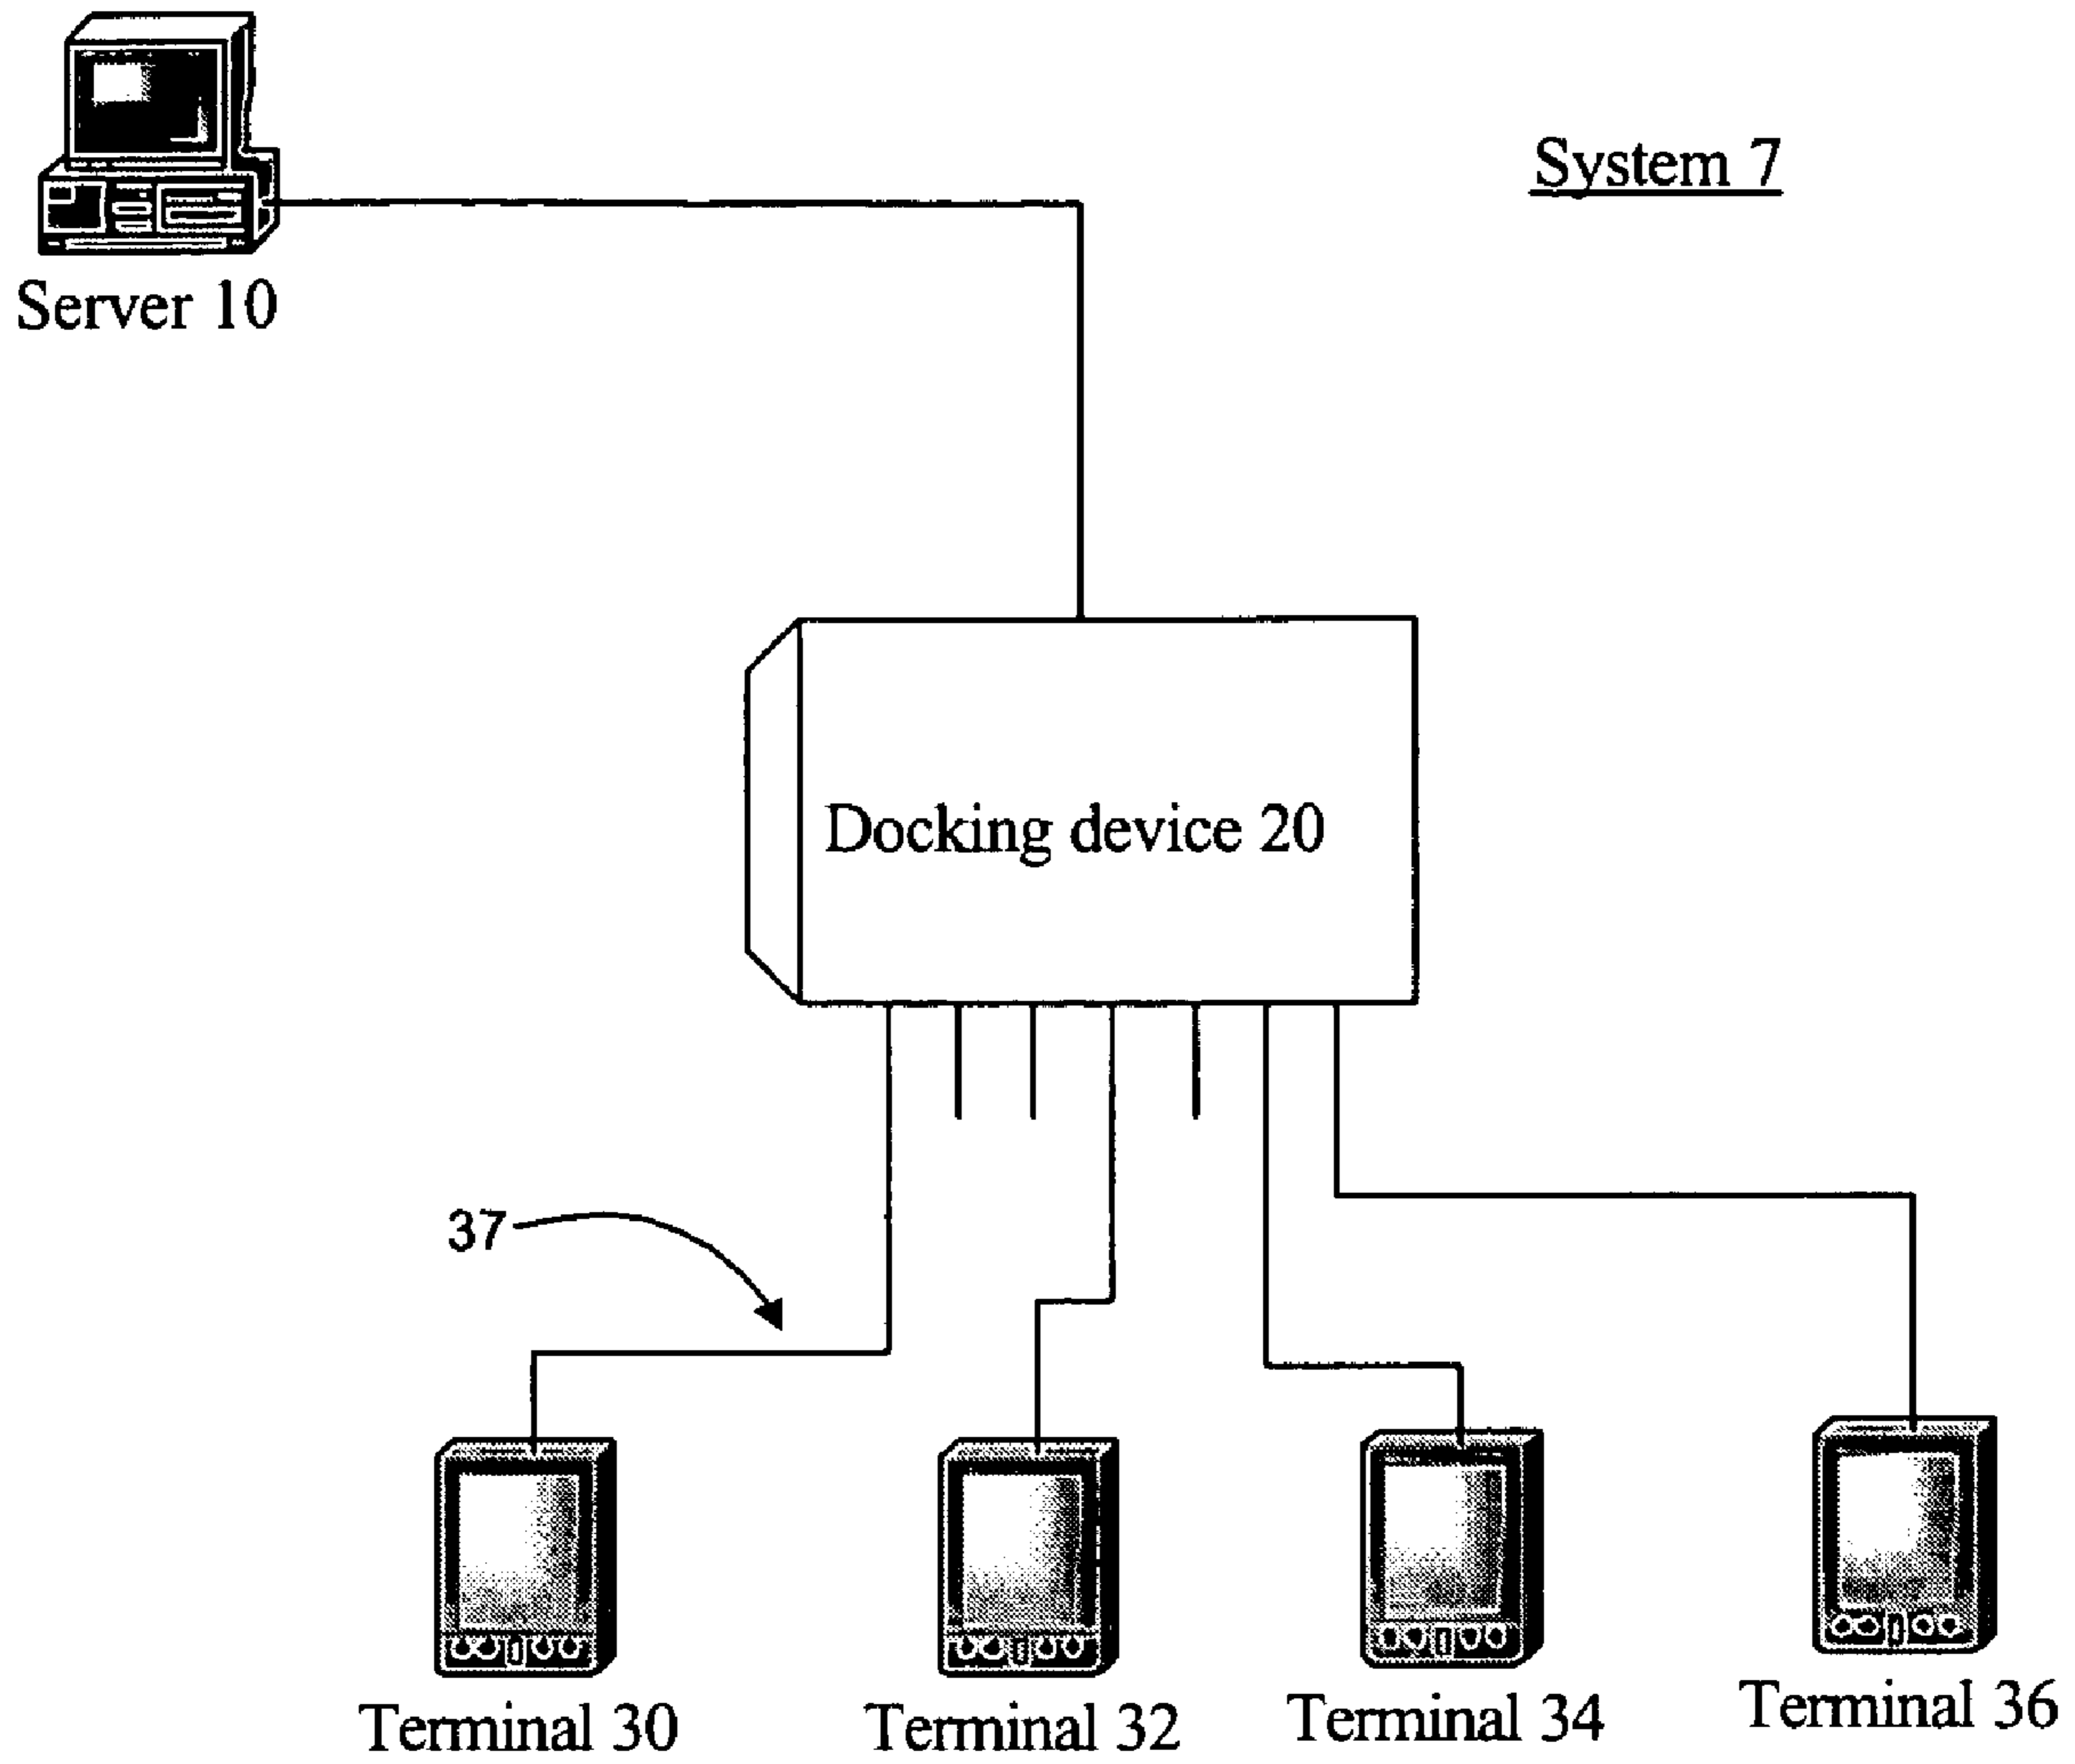 System 7
Server 10
Docking device 20
37
Terminal 30
Terminal 32
Terminal 34
Terminal 36